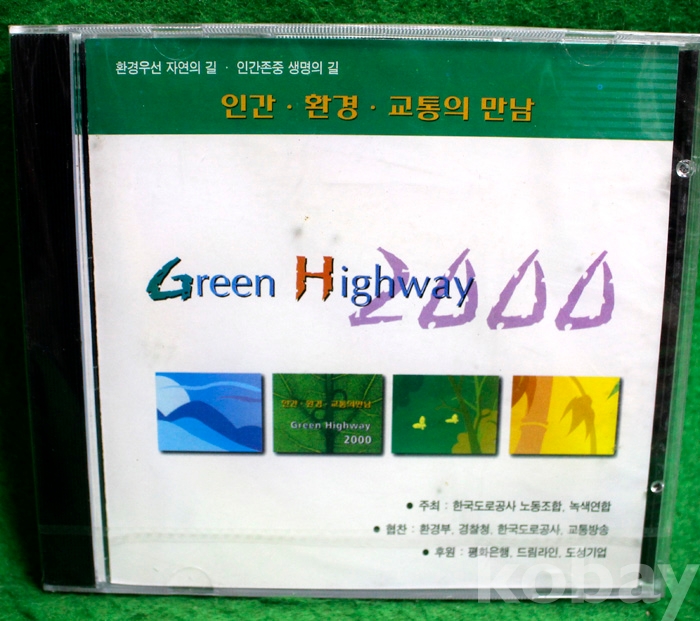 환경우선 자연의 길 · 인간존중 생명의 길
인간 · 환경 · 교통의 만남
Green Highway 2000
인간 · 환경 · 교통의만남
Green Highway
2000
● 주최 : 한국도로공사 노동조합, 녹색연합
● 협찬 : 환경부, 경찰청, 한국도로공사, 교통방송
● 후원 : 평화은행, 드림라인, 도성기업
kobay